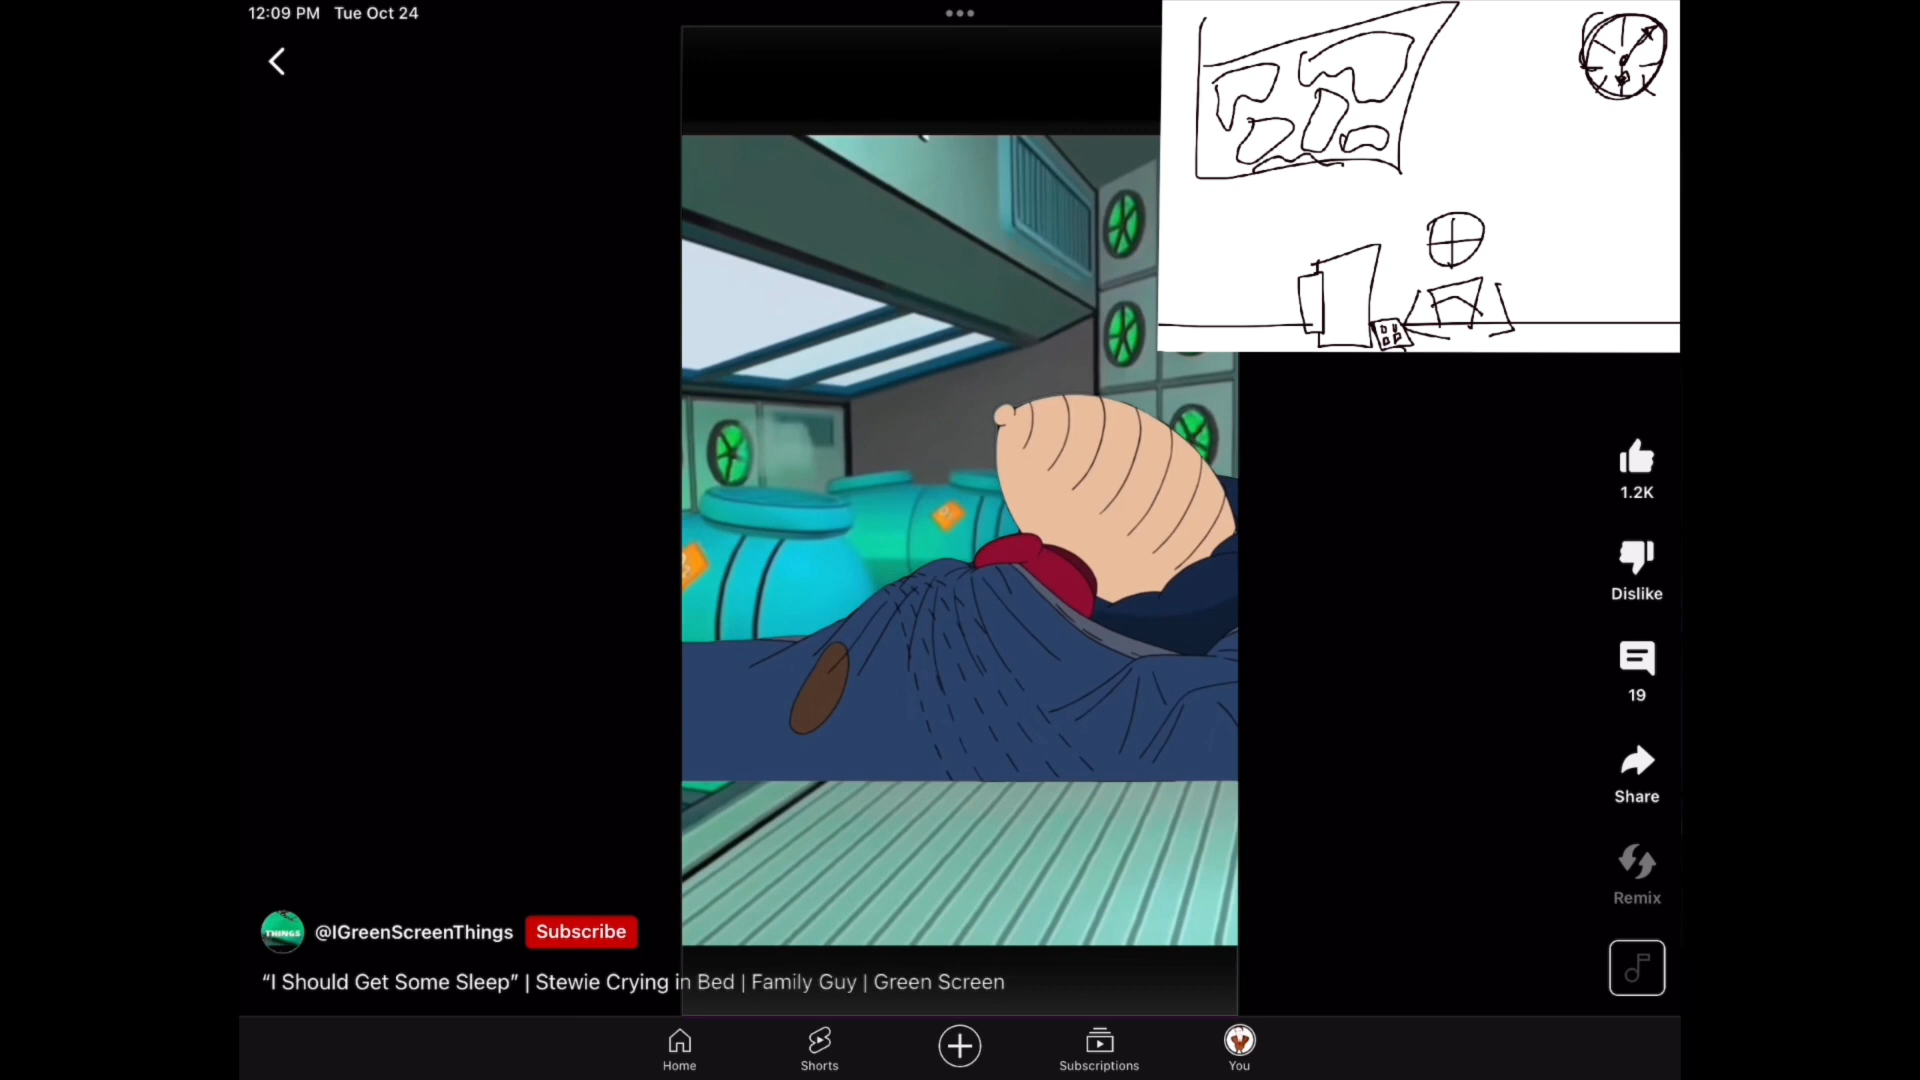 12:09 PM Tue Oct 24
1.2K
Dislike
19
Share
Remix
THINGS @IGreenScreenThings Subscribe
“I Should Get Some Sleep” | Stewie Crying in Bed | Family Guy | Green Screen
Home Shorts Subscriptions You